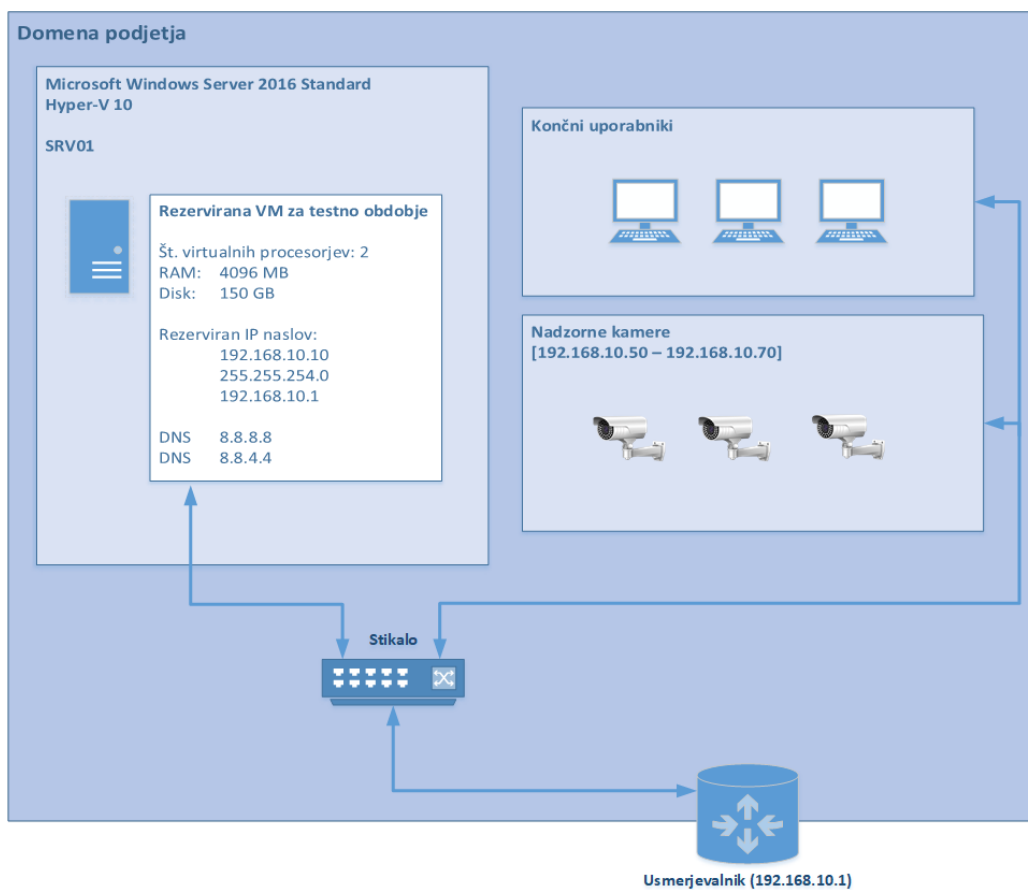 Domena podjetja
Microsoft Windows Server 2016 Standard
Hyper-V 10
SRV01
Rezervirana VM za testno obdobje
Št. virtualnih procesorjev: 2
RAM: 4096 MB
Disk: 150 GB
Rezerviran IP naslov:
192.168.10.10
255.255.254.0
192.168.10.1
DNS 8.8.8.8
DNS 8.8.4.4
Končni uporabniki
Nadzorne kamere
[192.168.10.50 – 192.168.10.70]
Stikalo
Usmerjevalnik (192.168.10.1)